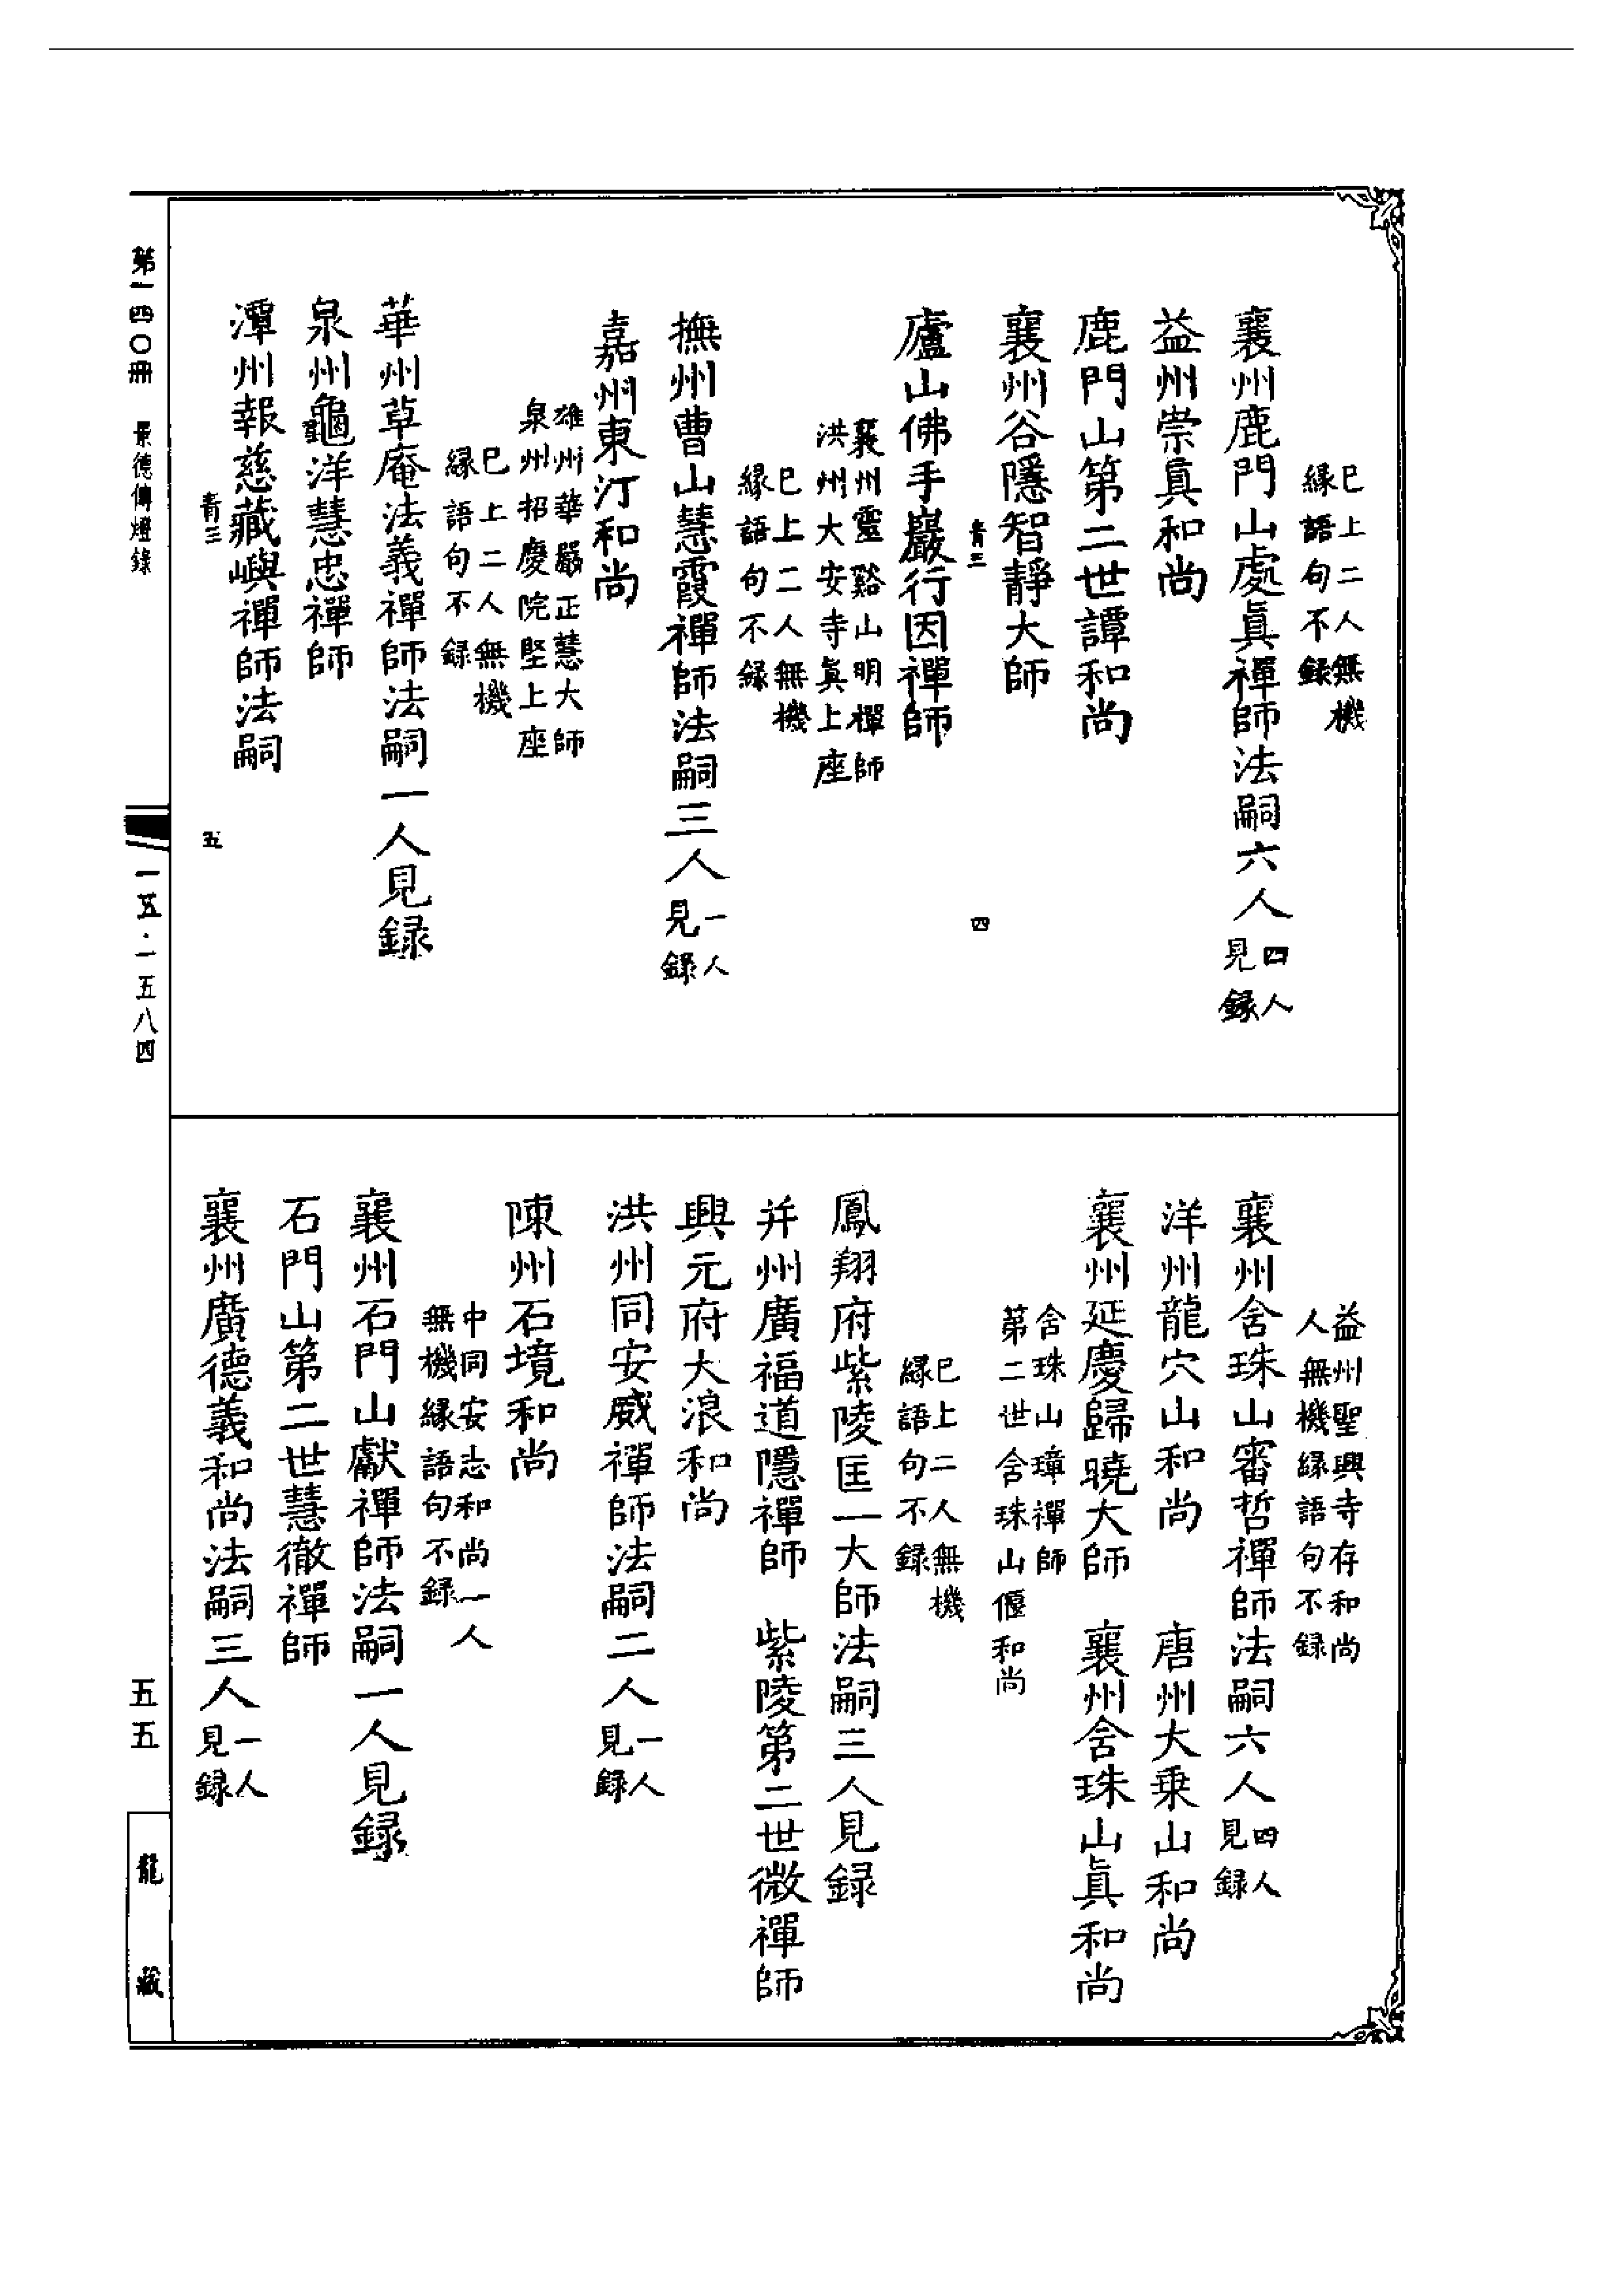 已上二人無機
緣語句不録
襄州鹿門山處眞禪師法嗣六人四人見録
益州崇眞和尚
鹿門山第二世譚和尚
襄州谷隱智靜大師
青三 四
廬山佛手巖行因禪師
襄州靈谿山明禪師
洪州大安寺眞上座
已上二人無機
緣語句不録
撫州曹山慧霞禪師法嗣三人一人見録
嘉州東汀和尚
雄州華嚴正慧大師
泉州招慶院堅上座
已上二人無機
緣語句不録
華州草庵法義禪師法嗣一人見録
泉州龜洋慧忠禪師
潭州報慈藏嶼禪師法嗣
青三 五
益州聖興寺存和尚一
人無機緣語句不録
襄州含珠山審哲禪師法嗣六人四人見録
洋州龍穴山和尚 唐州大乘山和尚
襄州延慶歸曉大師 襄州含珠山眞和尚
含珠山璋禪師
第二世含珠山偃和尚
已上二人無機
緣語句不録
鳳翔府紫陵匡一大師法嗣三人見録
并州廣福道隱禪師 紫陵第二世微禪師
興元府大浪和尚
洪州同安威禪師法嗣二人一人見録
陳州石境和尚
中同安志和尚一人
無機緣語句不録
襄州石門山獻禪師法嗣一人見録
石門山第二世慧徹禪師
襄州廣德義和尚法嗣三人一人見録
第一四〇冊 景德傳燈錄
一五·一五八四
五五
龍藏